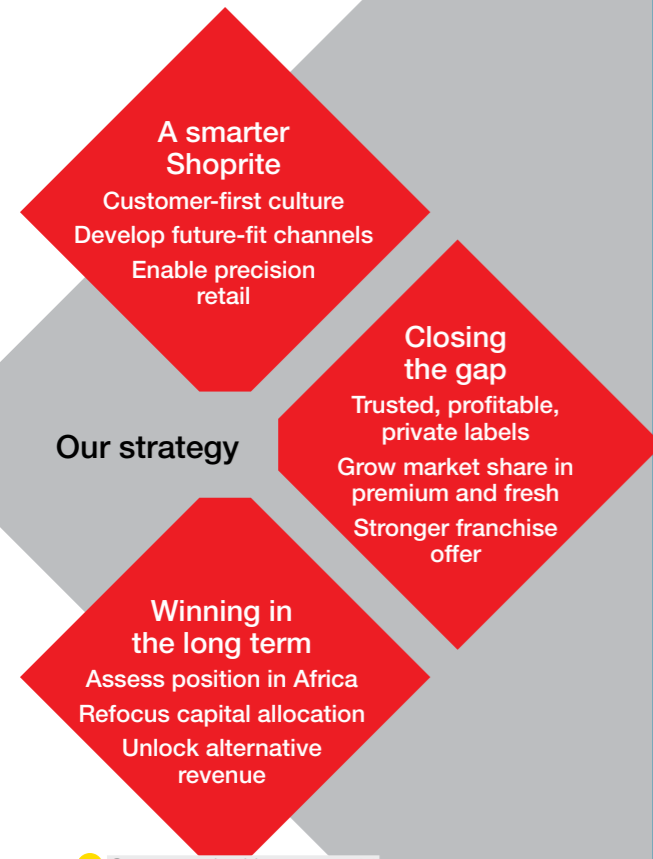 A smarter
Shoprite
Customer-first culture
Develop future-fit channels
Enable precision
retail
Closing
the gap
Trusted, profitable,
private labels
Grow market share in
premium and fresh
Stronger franchise
offer
Our strategy
Winning in
the long term
Assess position in Africa
Refocus capital allocation
Unlock alternative
revenue